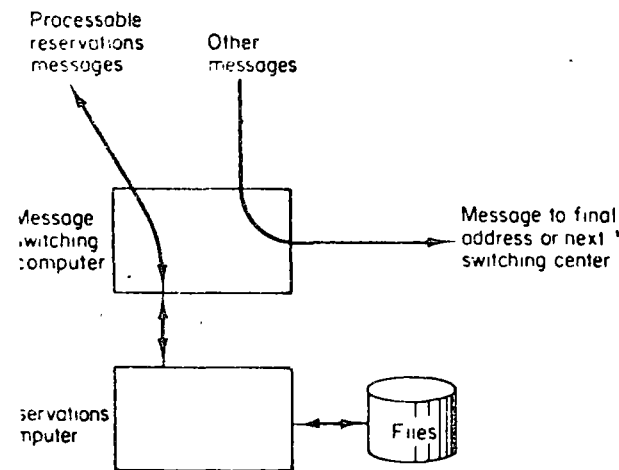 Processable
reservations
messages
Other
messages
Message
switching
computer
Message to final
address or next
switching center
servations
mputer
Files